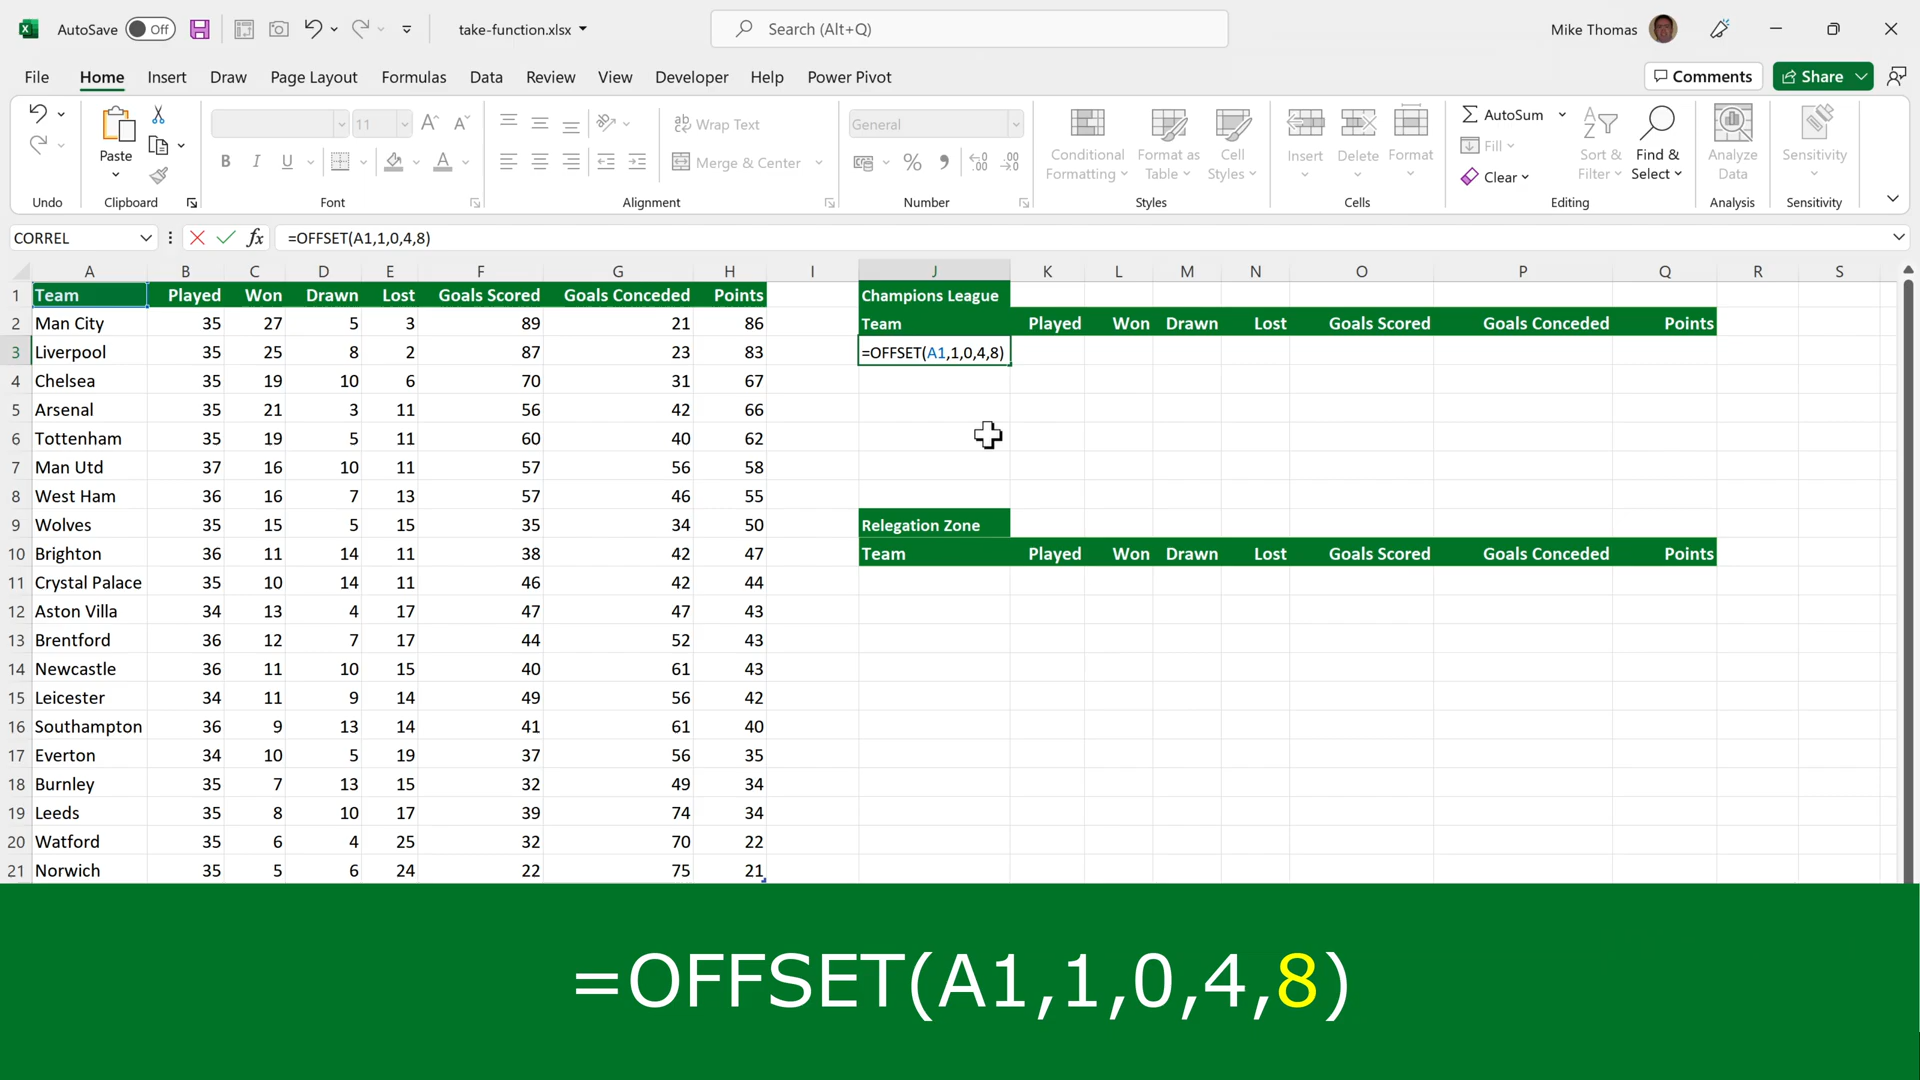 AutoSave Off take-function.xlsx Search (Alt+Q) Mike Thomas
File Home Insert Draw Page Layout Formulas Data Review View Developer Help Power Pivot Comments Share
Paste 11 Wrap Text General AutoSum
Merge & Center Conditional Formatting Format as Table Cell Styles Insert Delete Format Fill Clear Sort & Filter Find & Select Analyze Data Sensitivity
Undo Clipboard Font Alignment Number Styles Cells Editing Analysis Sensitivity
CORREL fx =OFFSET(A1,1,0,4,8)
A B C D E F G H I J K L M N O P Q R S
1 Team Played Won Drawn Lost Goals Scored Goals Conceded Points Champions League
2 Man City 35 27 5 3 89 21 86 Team Played Won Drawn Lost Goals Scored Goals Conceded Points
3 Liverpool 35 25 8 2 87 23 83 =OFFSET(A1,1,0,4,8)
4 Chelsea 35 19 10 6 70 31 67
5 Arsenal 35 21 3 11 56 42 66
6 Tottenham 35 19 5 11 60 40 62
7 Man Utd 37 16 10 11 57 56 58
8 West Ham 36 16 7 13 57 46 55
9 Wolves 35 15 5 15 35 34 50 Relegation Zone
10 Brighton 36 11 14 11 38 42 47 Team Played Won Drawn Lost Goals Scored Goals Conceded Points
11 Crystal Palace 35 10 14 11 46 42 44
12 Aston Villa 34 13 4 17 47 47 43
13 Brentford 36 12 7 17 44 52 43
14 Newcastle 36 11 10 15 40 61 43
15 Leicester 34 11 9 14 49 56 42
16 Southampton 36 9 13 14 41 61 40
17 Everton 34 10 5 19 37 56 35
18 Burnley 35 7 13 15 32 49 34
19 Leeds 35 8 10 17 39 74 34
20 Watford 35 6 4 25 32 70 22
21 Norwich 35 5 6 24 22 75 21
=OFFSET(A1,1,0,4,8)